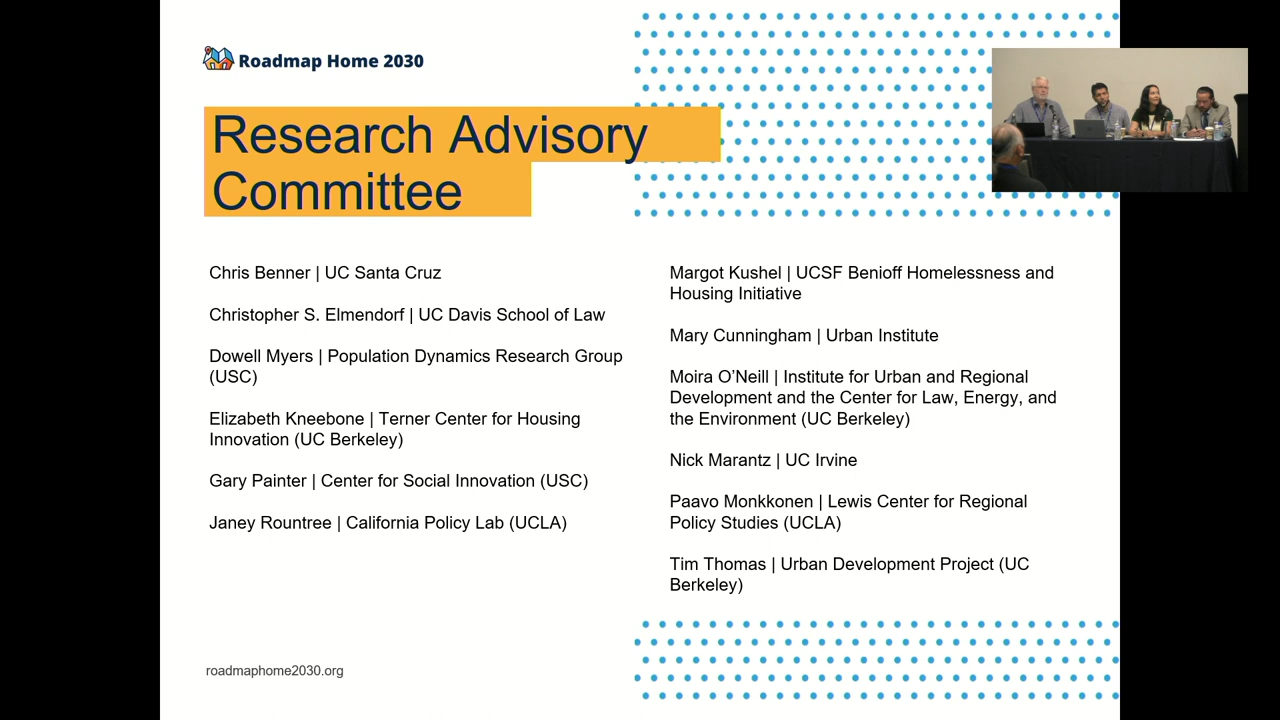 Roadmap Home 2030
Research Advisory
Committee
Chris Benner | UC Santa Cruz
Christopher S. Elmendorf | UC Davis School of Law
Dowell Myers | Population Dynamics Research Group
(USC)
Elizabeth Kneebone | Terner Center for Housing
Innovation (UC Berkeley)
Gary Painter | Center for Social Innovation (USC)
Janey Rountree | California Policy Lab (UCLA)
Margot Kushel | UCSF Benioff Homelessness and
Housing Initiative
Mary Cunningham | Urban Institute
Moira O’Neill | Institute for Urban and Regional
Development and the Center for Law, Energy, and
the Environment (UC Berkeley)
Nick Marantz | UC Irvine
Paavo Monkkonen | Lewis Center for Regional
Policy Studies (UCLA)
Tim Thomas | Urban Development Project (UC
Berkeley)
roadmaphome2030.org